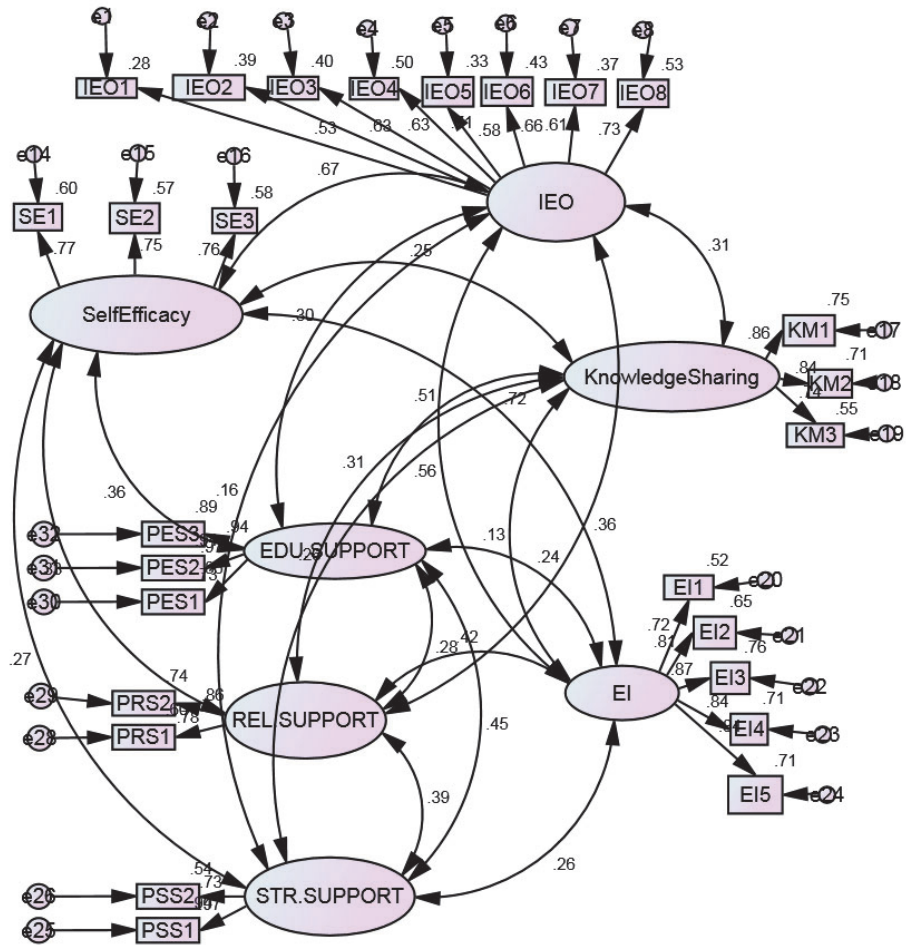 e1 e2 e3 e4 e5 e6 e7 e8
.28 .39 .40 .50 .33 .43 .37 .53
IEO1 IEO2 IEO3 IEO4 IEO5 IEO6 IEO7 IEO8
.53 .63 .63 .58 .66 .61 .73
e14 e15 e16
.60 .57 .58
SE1 SE2 SE3
.77 .75 .76
.67
IEO
.25
.31
SelfEfficacy
.30
.75
.86 KM1 e17
.71
KnowledgeSharing
.84 KM2 e18
.55
KM3 e19
.51
.72
.31
.56
.36
.16
.89
.94
e32 PES3
EDU.SUPPORT
e31 PES2
e30 PES1
.13
.24
.36
.52
EI1 e20
.72
.65
.81 EI2 e21
.76
.87 EI3 e22
.71
EI
.84
EI4 e23
.71
EI5 e24
.27
.28
.42
.74
.86
e29 PRS2
REL.SUPPORT
.78
e28 PRS1
.45
.39
.26
.54
.73
e26 PSS2
STR.SUPPORT
e25 PSS1